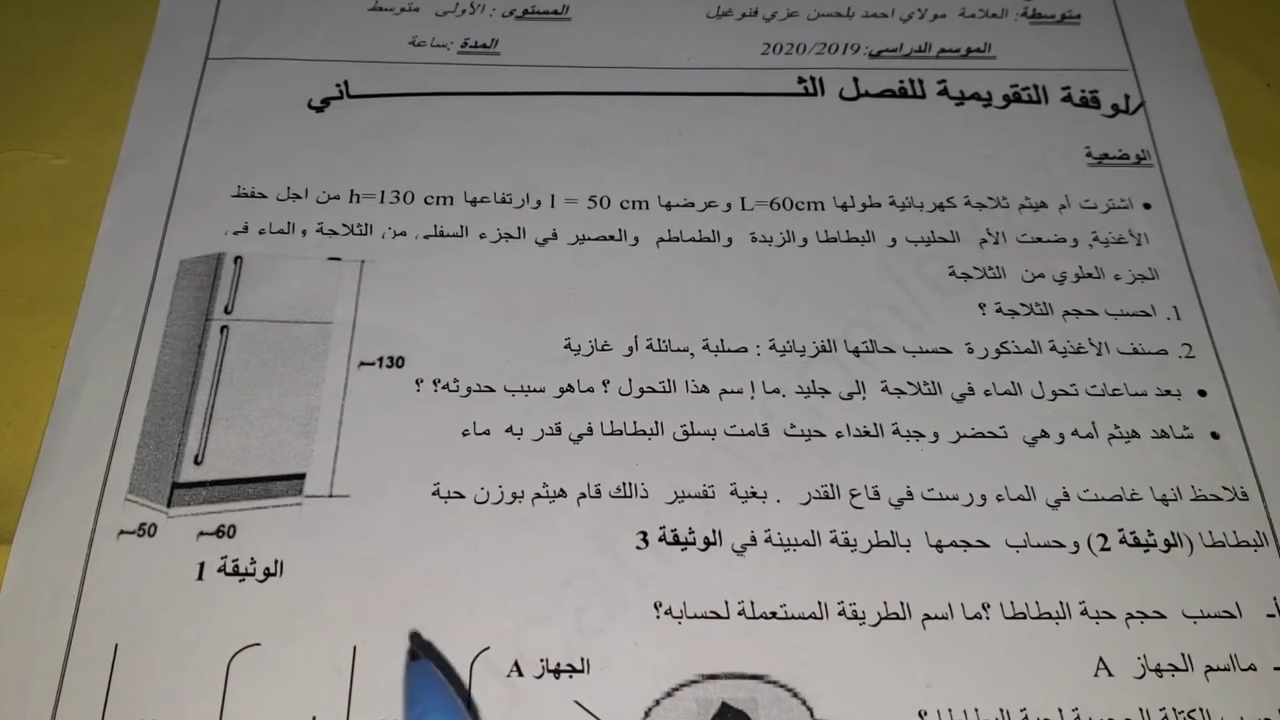 متوسطة: العلامة مولاي احمد بلحسن عزي فنوغيل
المستوى : الأولى متوسط
الموسم الدراسي: 2020/2019
المدة :ساعة
الوقفة التقويمية للفصل الثـــاني
الوضعية
• اشترت أم هيثم ثلاجة كهربائية طولها L=60cm وعرضها l = 50 cm وارتفاعها h=130 cm من اجل حفظ
الأغذية, وضعت الأم الحليب و البطاطا والزبدة والطماطم والعصير في الجزء السفلي من الثلاجة والماء في
الجزء العلوي من الثلاجة
1. احسب حجم الثلاجة ؟
2. صنف الأغذية المذكورة حسب حالتها الفزيائية : صلبة ,سائلة أو غازية
• بعد ساعات تحول الماء في الثلاجة إلى جليد .ما إسم هذا التحول ؟ ماهو سبب حدوثه؟ ؟
• شاهد هيثم أمه وهي تحضر وجبة الغداء حيث قامت بسلق البطاطا في قدر به ماء
فلاحظ انها غاصت في الماء ورست في قاع القدر . بغية تفسير ذالك قام هيثم بوزن حبة
البطاطا (الوثيقة 2) وحساب حجمها بالطريقة المبينة في الوثيقة 3
130سم
50سم
60سم
الوثيقة 1
أ- احسب حجم حبة البطاطا ؟ما اسم الطريقة المستعملة لحسابه؟
- مااسم الجهاز A
الجهاز A